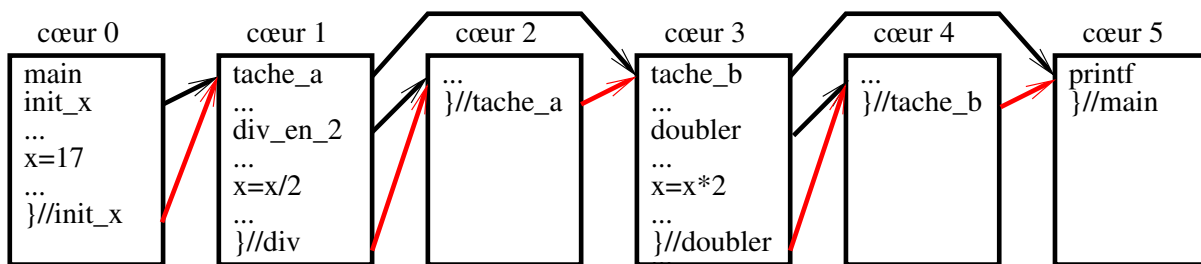 cœur 0
main
init_x
...
x=17
...
}//init_x
cœur 1
tache_a
...
div_en_2
...
x=x/2
...
}//div
cœur 2
...
}//tache_a
cœur 3
tache_b
...
doubler
...
x=x*2
...
}//doubler
...
cœur 4
...
}//tache_b
cœur 5
printf
}//main